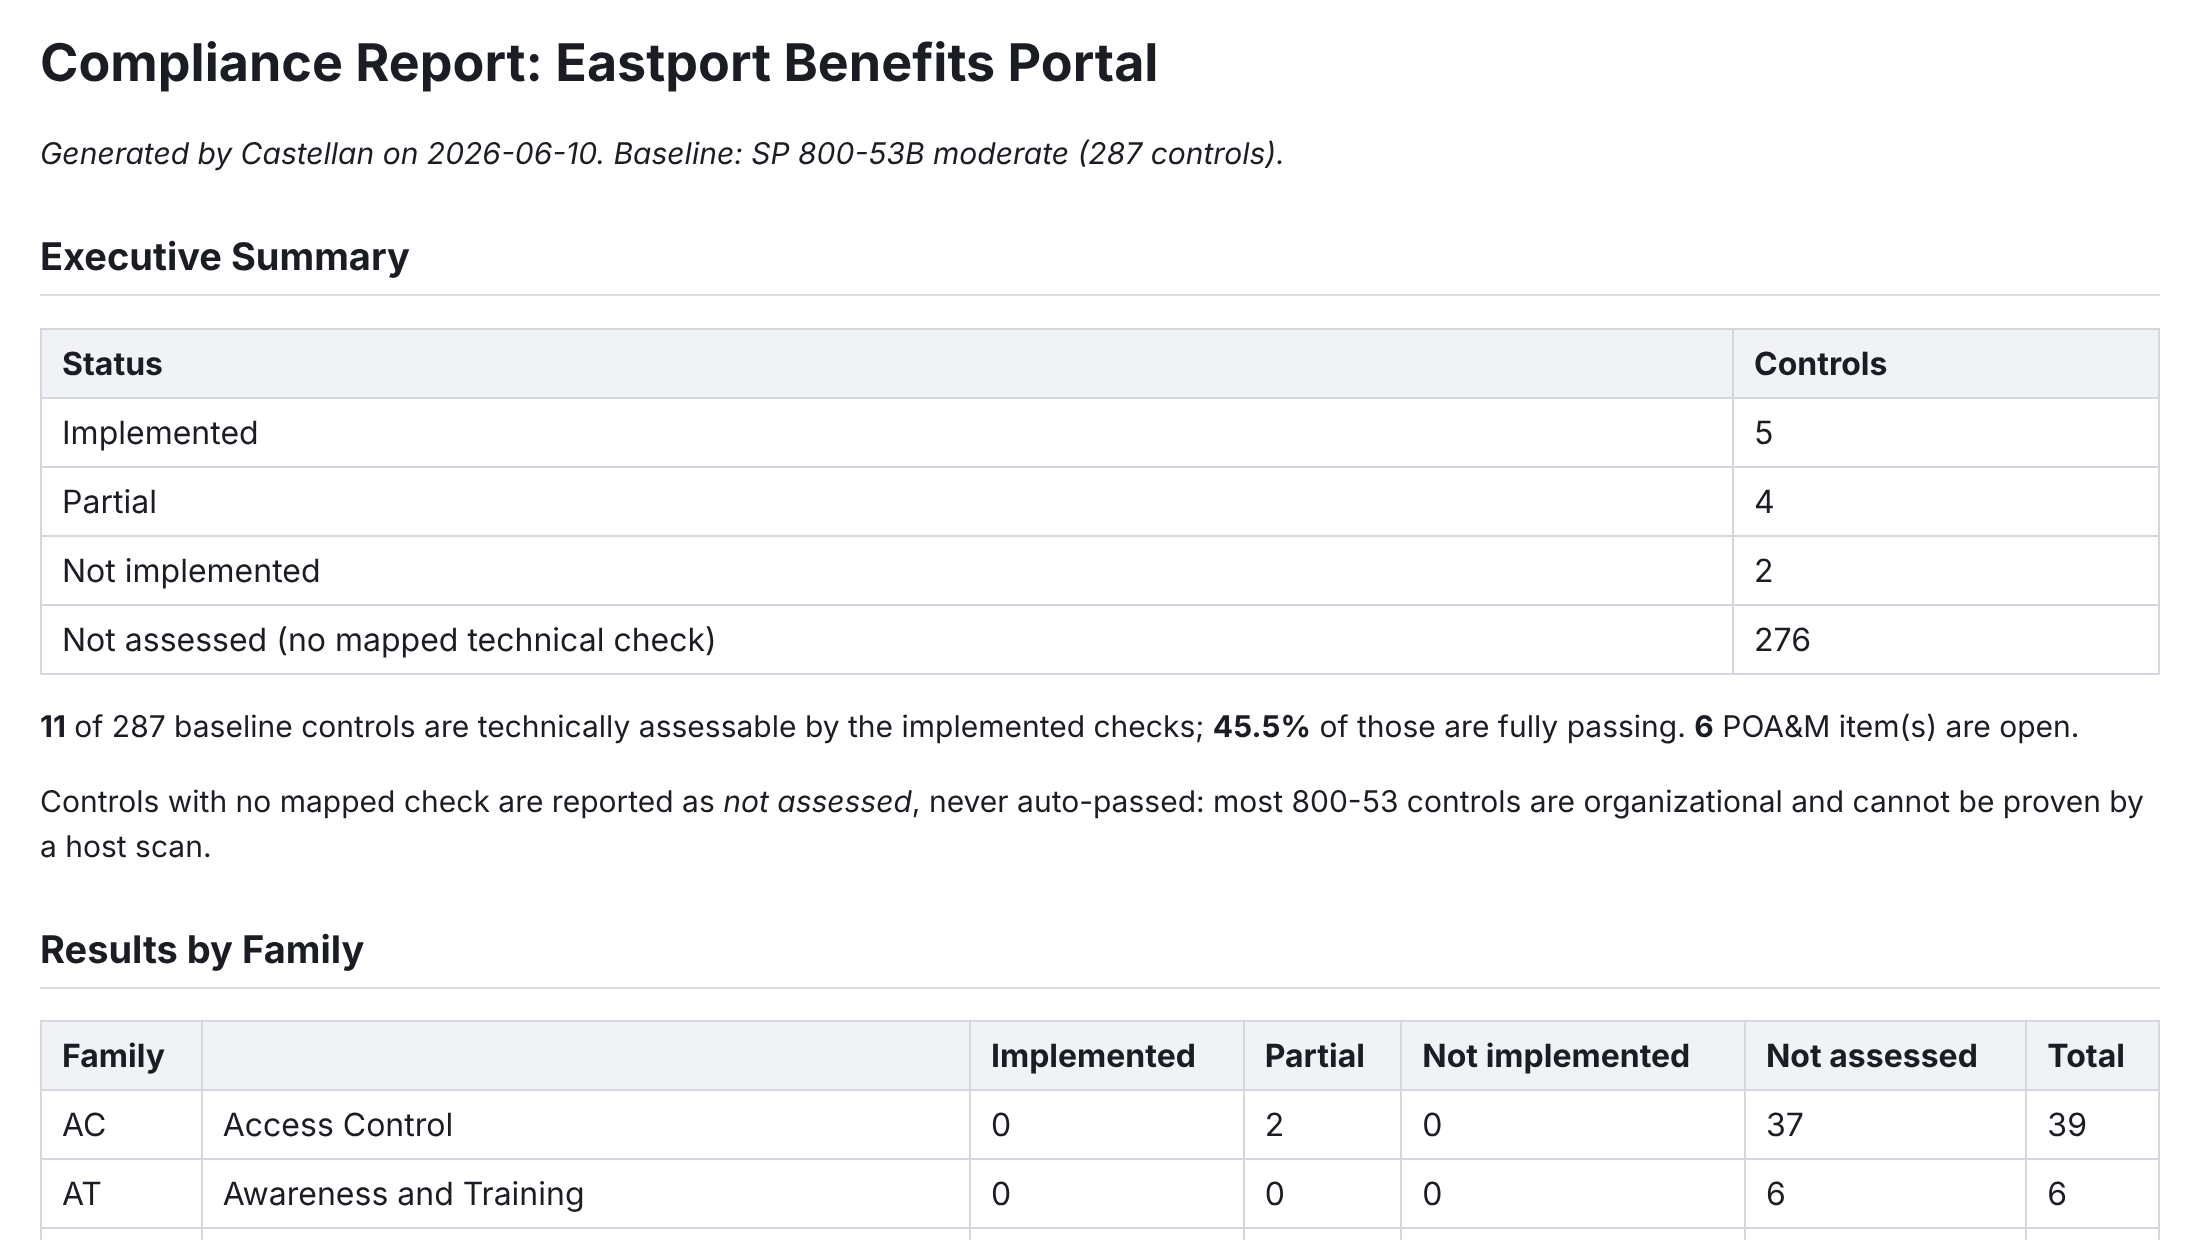 Compliance Report: Eastport Benefits Portal
Generated by Castellan on 2026-06-10. Baseline: SP 800-53B moderate (287 controls).
Executive Summary
Status Controls
Implemented 5
Partial 4
Not implemented 2
Not assessed (no mapped technical check) 276
11 of 287 baseline controls are technically assessable by the implemented checks; 45.5% of those are fully passing. 6 POA&M item(s) are open.
Controls with no mapped check are reported as not assessed, never auto-passed: most 800-53 controls are organizational and cannot be proven by
a host scan.
Results by Family
Family Implemented Partial Not implemented Not assessed Total
AC Access Control 0 2 0 37 39
AT Awareness and Training 0 0 0 6 6